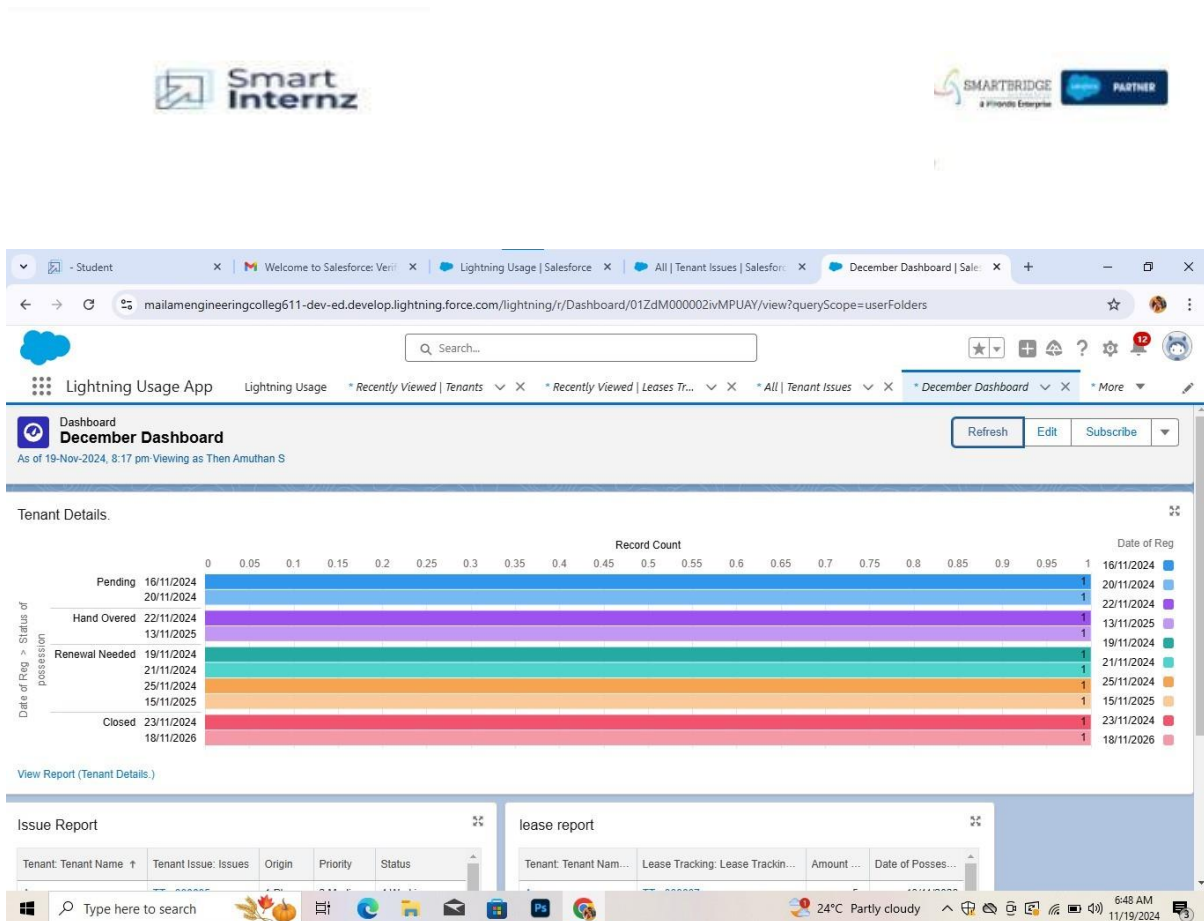 Smart
Internz
SMARTBRIDGE
PARTNER
- Student
Welcome to Salesforce: Verif
Lightning Usage | Salesforce
All | Tenant Issues | Salesforc
December Dashboard | Sale
mailamengineeringcolleg611-dev-ed.develop.lightning.force.com/lightning/r/Dashboard/01ZdM000002ivMPUAY/view?queryScope=userFolders
Search...
12
Lightning Usage App
Lightning Usage
* Recently Viewed | Tenants
* Recently Viewed | Leases Tr...
* All | Tenant Issues
* December Dashboard
* More
Dashboard
December Dashboard
As of 19-Nov-2024, 8:17 pm·Viewing as Then Amuthan S
Refresh
Edit
Subscribe
Tenant Details.
Record Count
0 0.05 0.1 0.15 0.2 0.25 0.3 0.35 0.4 0.45 0.5 0.55 0.6 0.65 0.7 0.75 0.8 0.85 0.9 0.95 1
Date of Reg > Status of
possession
Pending 16/11/2024 1
20/11/2024 1
Hand Overed 22/11/2024 1
13/11/2025 1
Renewal Needed 19/11/2024 1
21/11/2024 1
25/11/2024 1
15/11/2025 1
Closed 23/11/2024 1
18/11/2026 1
Date of Reg
16/11/2024
20/11/2024
22/11/2024
13/11/2025
19/11/2024
21/11/2024
25/11/2024
15/11/2025
23/11/2024
18/11/2026
View Report (Tenant Details.)
Issue Report
Tenant: Tenant Name ↑ Tenant Issue: Issues Origin Priority Status
lease report
Tenant: Tenant Nam... Lease Tracking: Lease Trackin... Amount ... Date of Posses...
Type here to search
Ps
24°C Partly cloudy
6:48 AM
11/19/2024